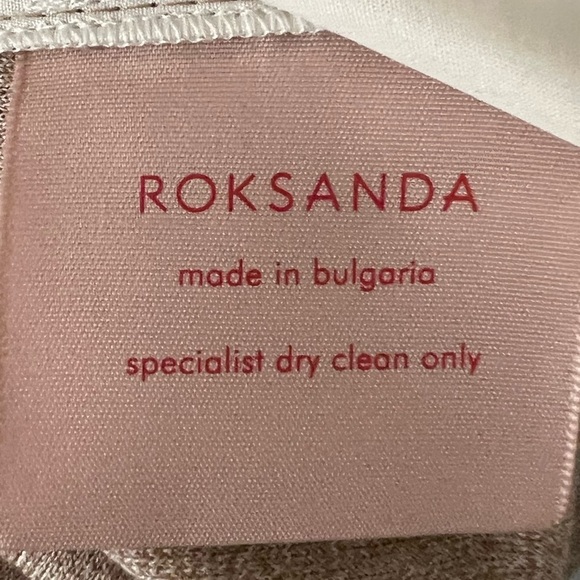 ROKSANDA
made in bulgaria
specialist dry clean only